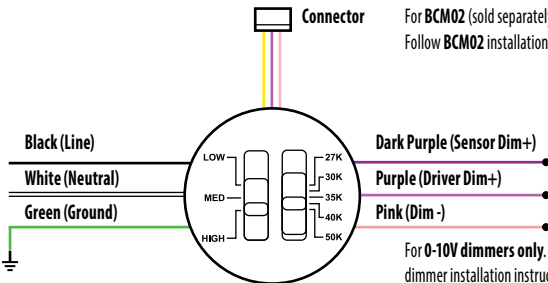 Connector
For BCM02 (sold separately
Follow BCM02 installation
Black (Line)
White (Neutral)
Green (Ground)
LOW
MED
HIGH
27K
30K
35K
40K
50K
Dark Purple (Sensor Dim+)
Purple (Driver Dim+)
Pink (Dim -)
For 0-10V dimmers only.
dimmer installation instruc